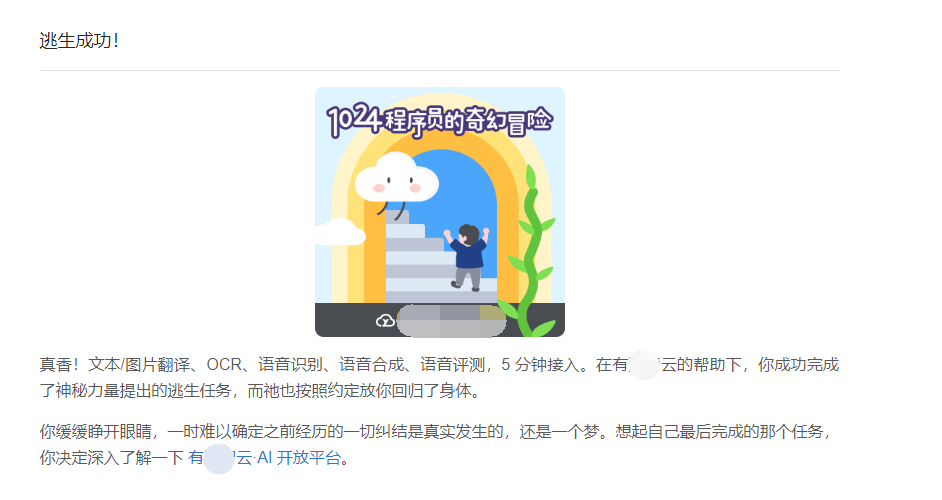 逃生成功!
1024程序员的奇幻冒险
真香！文本/图片翻译、OCR、语音识别、语音合成、语音评测，5 分钟接入。在有 云的帮助下，你成功完成
了神秘力量提出的逃生任务，而祂也按照约定放你回归了身体。
你缓缓睁开眼睛，一时难以确定之前经历的一切纠结是真实发生的，还是一个梦。想起自己最后完成的那个任务，
你决定深入了解一下 有 云·AI 开放平台。